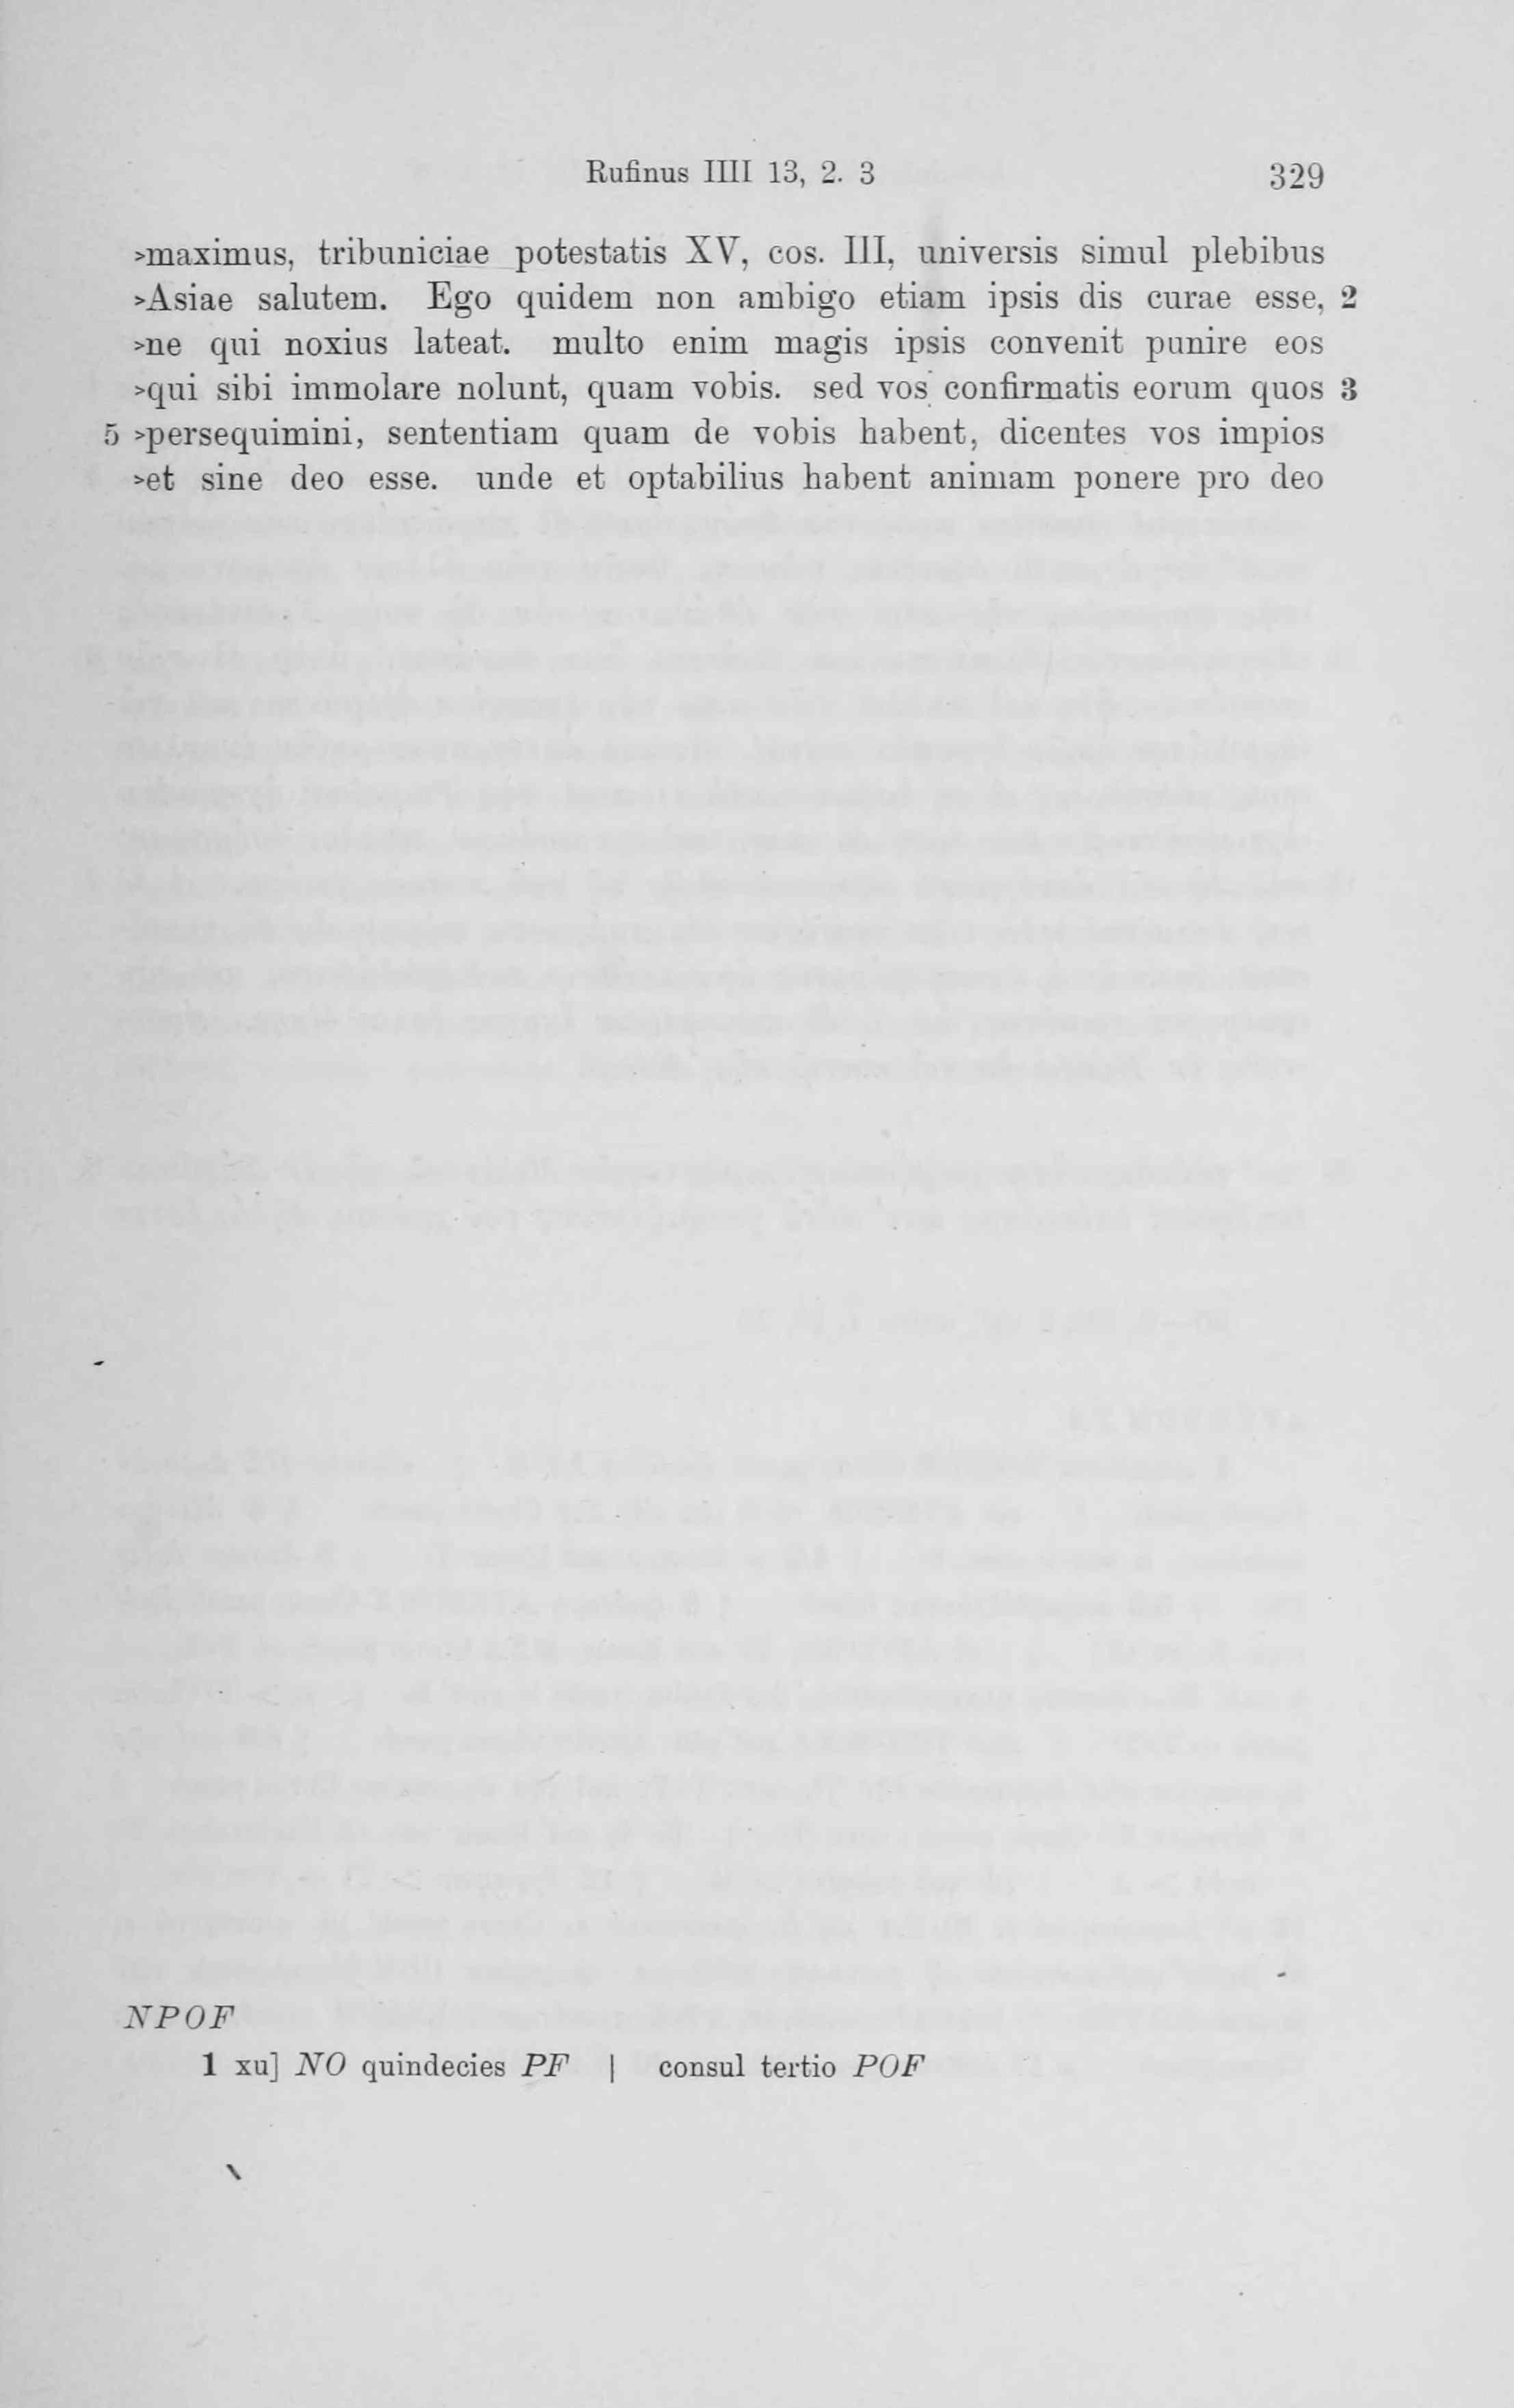 Rufinus IIII 13, 2. 3 329
>maximus, tribuniciae potestatis XV, cos. III, universis simul plebibus
>Asiae salutem. Ego quidem non ambigo etiam ipsis dis curae esse, 2
>ne qui noxius lateat. multo enim magis ipsis convenit punire eos
>qui sibi immolare nolunt, quam vobis. sed vos confirmatis eorum quos 3
5 >persequimini, sententiam quam de vobis habent, dicentes vos impios
>et sine deo esse. unde et optabilius habent animam ponere pro deo
NPOF
1 xu] NO quindecies PF | consul tertio POF